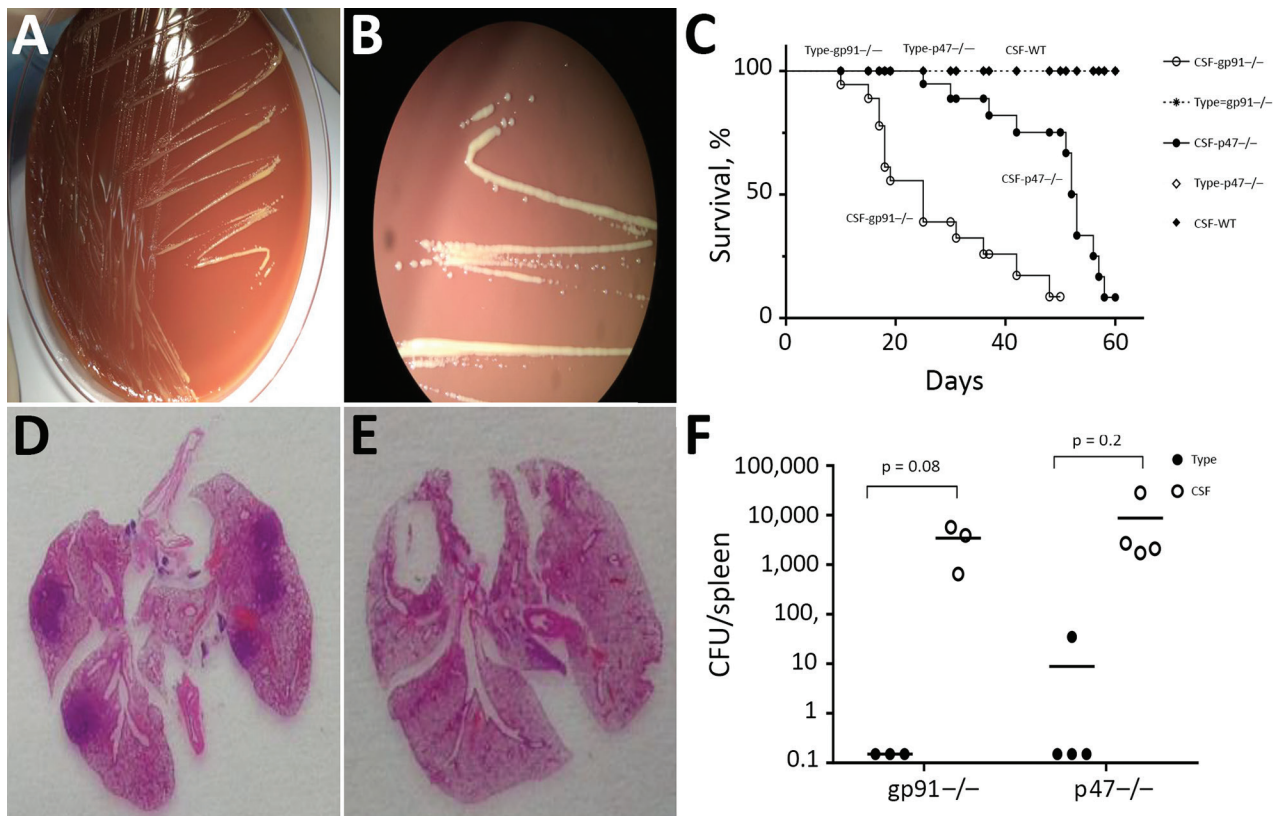 A
B
C
Type-gp91–/–
Type-p47–/–
CSF-WT
100
50
0
Survival, %
CSF-gp91–/–
CSF-p47–/–
0
20
40
60
Days
CSF-gp91–/–
Type=gp91–/–
CSF-p47–/–
Type-p47–/–
CSF-WT
D
E
F
p = 0.08
p = 0.2
Type
CSF
100,000
10,000
1,000
100,
10
1
0.1
CFU/spleen
gp91–/–
p47–/–